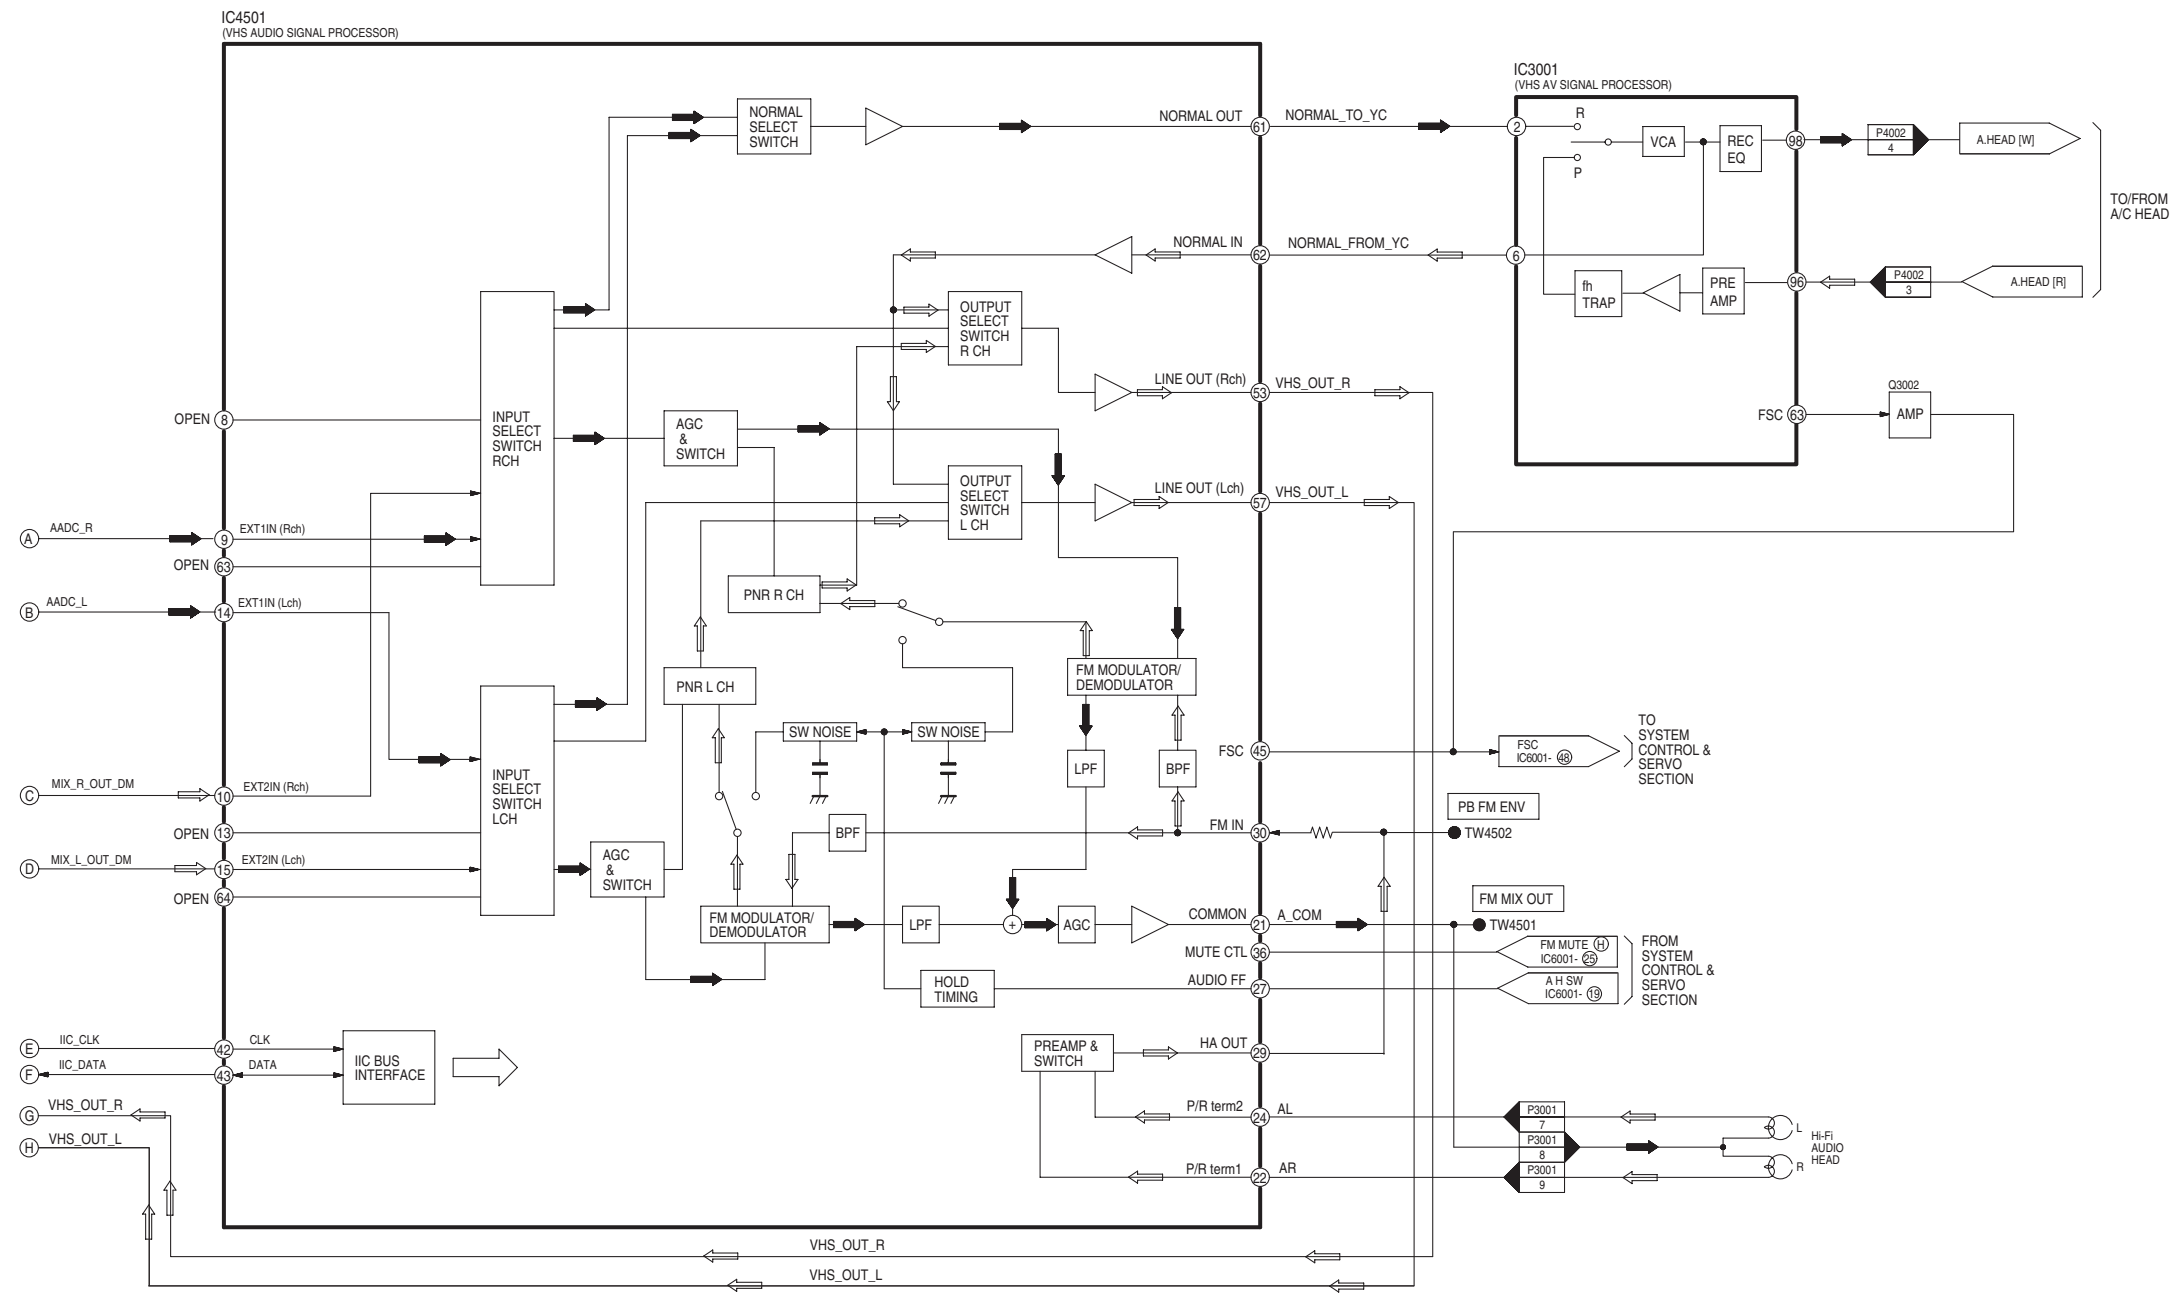 IC4501
(VHS AUDIO SIGNAL PROCESSOR)
IC3001
(VHS AV SIGNAL PROCESSOR)
NORMAL
SELECT
SWITCH
NORMAL OUT
61
NORMAL_TO_YC
2
R
P
VCA
REC
EQ
98
P4002
4
A.HEAD [W]
TO/FROM
A/C HEAD
NORMAL IN
62
NORMAL_FROM_YC
6
fh
TRAP
PRE
AMP
96
P4002
3
A.HEAD [R]
OUTPUT
SELECT
SWITCH
R CH
LINE OUT (Rch)
53
VHS_OUT_R
FSC
63
Q3002
AMP
OPEN
8
INPUT
SELECT
SWITCH
RCH
AGC
&
SWITCH
OUTPUT
SELECT
SWITCH
L CH
LINE OUT (Lch)
57
VHS_OUT_L
A
AADC_R
9
EXT1IN (Rch)
OPEN
63
B
AADC_L
14
EXT1IN (Lch)
PNR R CH
PNR L CH
FM MODULATOR/
DEMODULATOR
SW NOISE
SW NOISE
LPF
BPF
FSC
45
FSC
IC6001- 48
TO
SYSTEM
CONTROL &
SERVO
SECTION
INPUT
SELECT
SWITCH
LCH
C
MIX_R_OUT_DM
10
EXT2IN (Rch)
OPEN
13
D
MIX_L_OUT_DM
15
EXT2IN (Lch)
OPEN
64
AGC
&
SWITCH
BPF
FM IN
30
PB FM ENV
TW4502
FM MODULATOR/
DEMODULATOR
LPF
+
AGC
COMMON
21
A_COM
FM MIX OUT
TW4501
MUTE CTL
36
FM MUTE H
IC6001- 25
HOLD
TIMING
AUDIO FF
27
A H SW
IC6001- 19
FROM
SYSTEM
CONTROL &
SERVO
SECTION
E
IIC_CLK
42
CLK
F
IIC_DATA
43
DATA
IIC BUS
INTERFACE
PREAMP &
SWITCH
HA OUT
29
G
VHS_OUT_R
H
VHS_OUT_L
P/R term2
24
AL
P3001
7
P3001
8
P3001
9
L
R
Hi-Fi
AUDIO
HEAD
P/R term1
22
AR
VHS_OUT_R
VHS_OUT_L